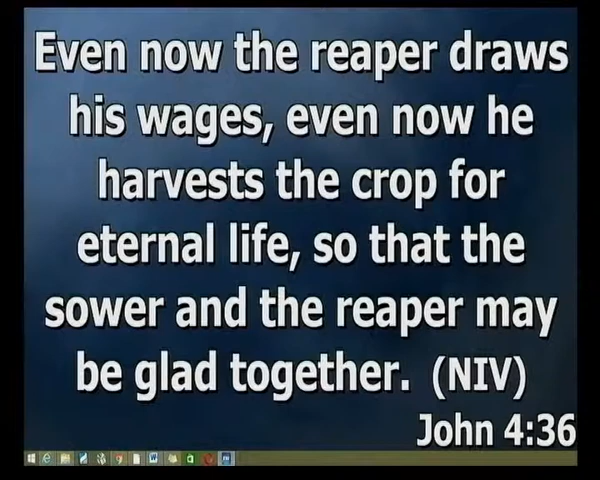 Even now the reaper draws
his wages, even now he
harvests the crop for
eternal life, so that the
sower and the reaper may
be glad together. (NIV)
John 4:36